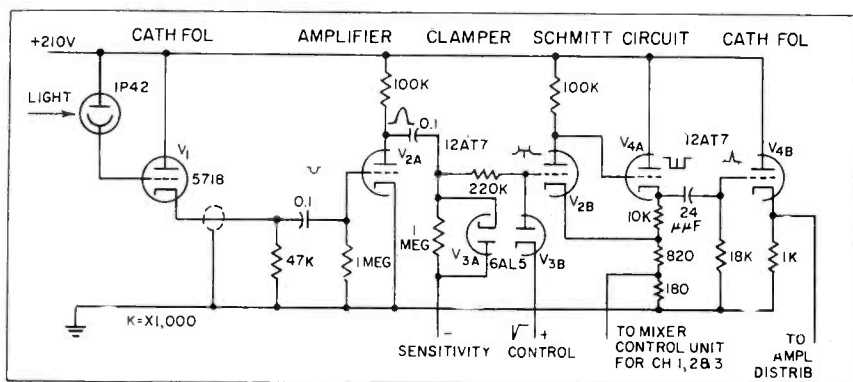 CATH FOL AMPLIFIER CLAMPER SCHMITT CIRCUIT CATH FOL
+210V
1P42
LIGHT
100K
100K
0.1
V1
5718
V2A
12AT7
V4A
12AT7
V4B
0.1
220K
V2B
10K
24
μμF
47K
1 MEG
1
MEG
V3A
6AL5
V3B
820
180
18K
1K
K=X1,000
− +
SENSITIVITY CONTROL
TO MIXER
CONTROL UNIT
FOR CH 1, 2 & 3
TO
AMPL
DISTRIB